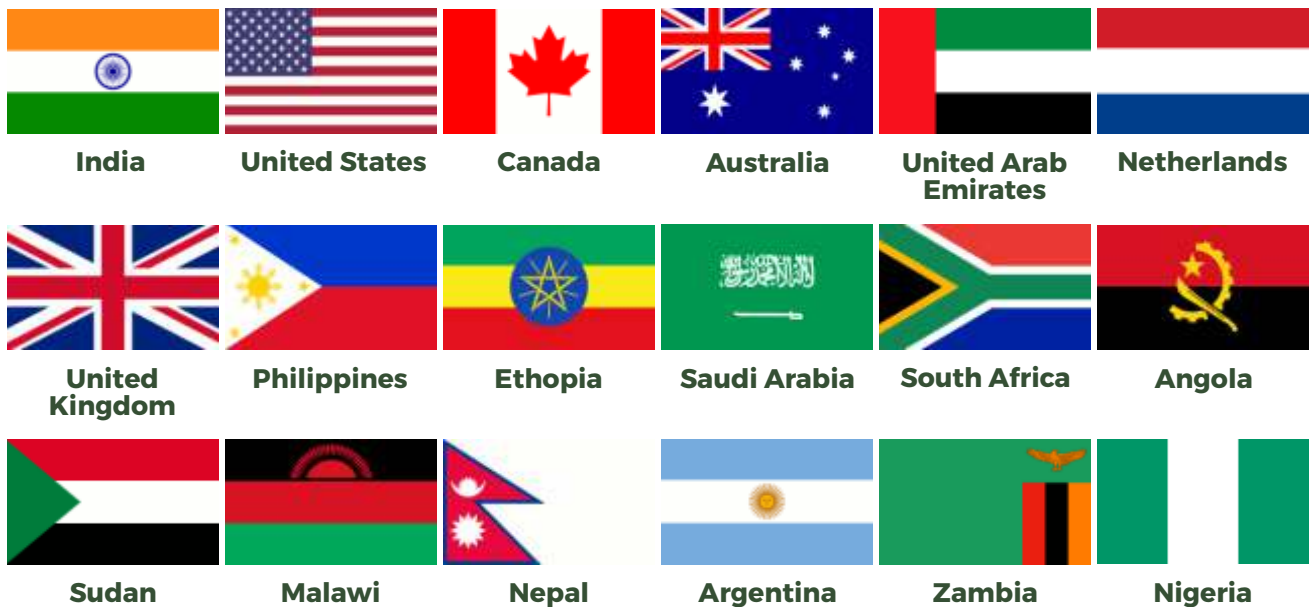 India
United States
Canada
Australia
United Arab
Emirates
Netherlands
United
Kingdom
Philippines
Ethopia
Saudi Arabia
South Africa
Angola
Sudan
Malawi
Nepal
Argentina
Zambia
Nigeria